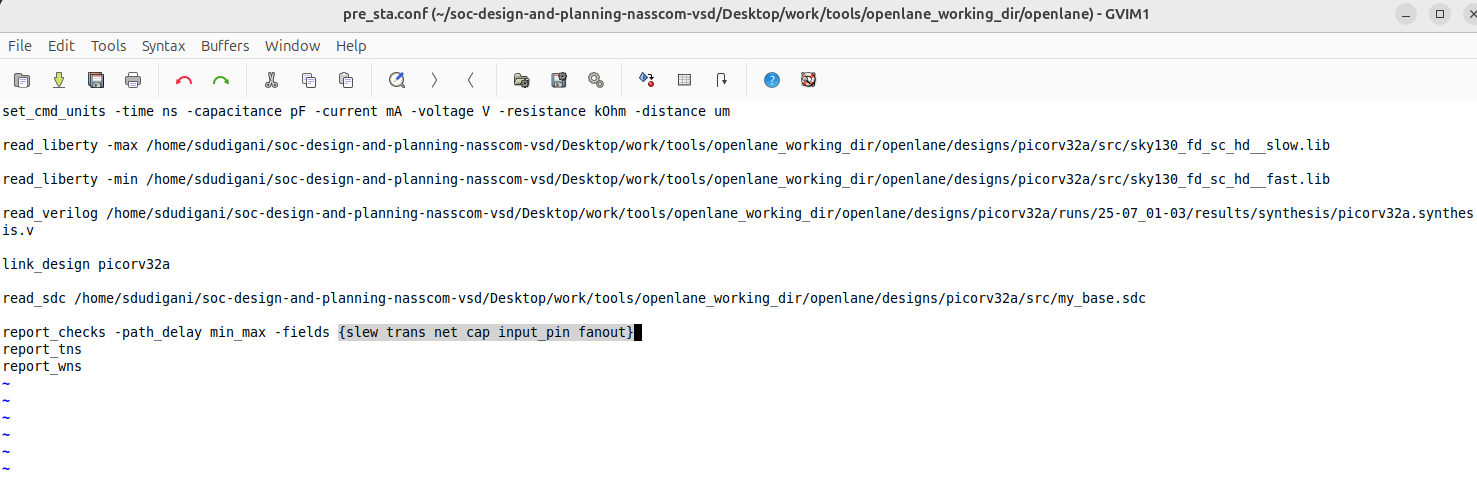 pre_sta.conf (~/soc-design-and-planning-nasscom-vsd/Desktop/work/tools/openlane_working_dir/openlane) - GVIM1
File Edit Tools Syntax Buffers Window Help
set_cmd_units -time ns -capacitance pF -current mA -voltage V -resistance kOhm -distance um
read_liberty -max /home/sdudigani/soc-design-and-planning-nasscom-vsd/Desktop/work/tools/openlane_working_dir/openlane/designs/picorv32a/src/sky130_fd_sc_hd__slow.lib
read_liberty -min /home/sdudigani/soc-design-and-planning-nasscom-vsd/Desktop/work/tools/openlane_working_dir/openlane/designs/picorv32a/src/sky130_fd_sc_hd__fast.lib
read_verilog /home/sdudigani/soc-design-and-planning-nasscom-vsd/Desktop/work/tools/openlane_working_dir/openlane/designs/picorv32a/runs/25-07_01-03/results/synthesis/picorv32a.synthes
is.v
link_design picorv32a
read_sdc /home/sdudigani/soc-design-and-planning-nasscom-vsd/Desktop/work/tools/openlane_working_dir/openlane/designs/picorv32a/src/my_base.sdc
report_checks -path_delay min_max -fields {slew trans net cap input_pin fanout}
report_tns
report_wns
~
~
~
~
~
~